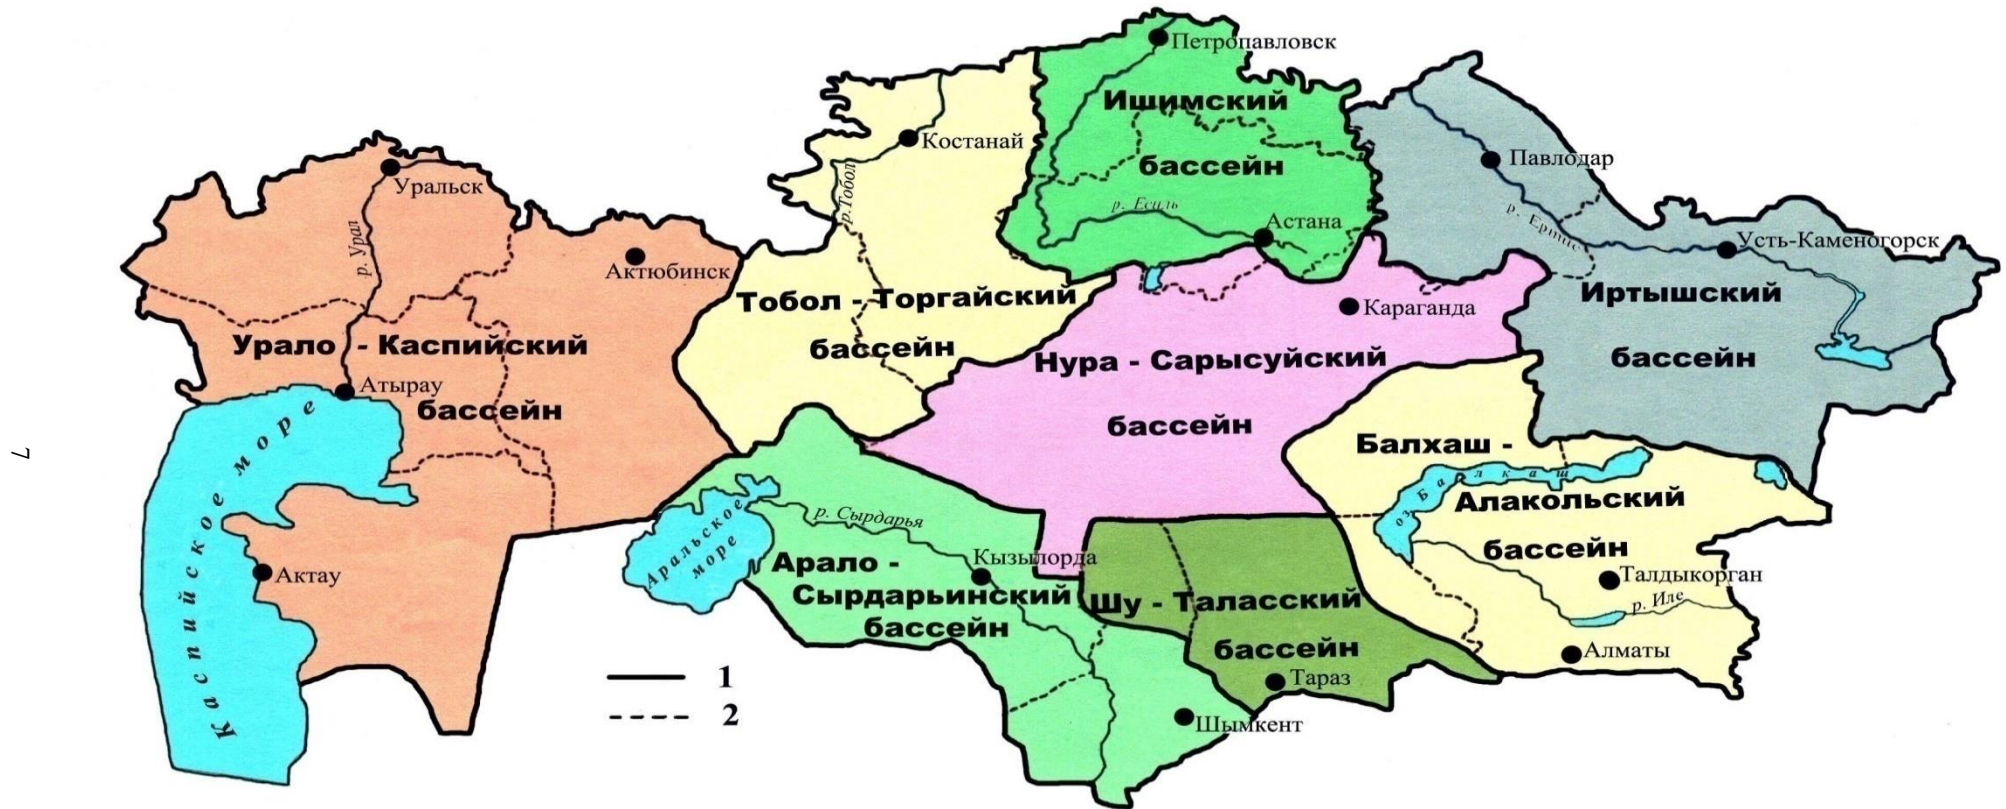 Петропавловск
Ишимский
бассейн
Костанай
р.Тобол
Павлодар
р. Ертис
Уральск
р. Урал
р. Есиль
Астана
Усть-Каменогорск
Актюбинск
Тобол - Торгайский
бассейн
Караганда
Иртышский
бассейн
Урало - Каспийский
бассейн
Атырау
Нура - Сарысуйский
бассейн
Каспийское море
Балхаш -
Алакольский
бассейн
оз. Балкаш
7
Актау
Аральское
море
р. Сырдарья
Кызылорда
Арало -
Сырдарьинский
бассейн
Шу - Таласский
бассейн
Талдыкорган
р. Иле
Алматы
Тараз
Шымкент
1
2